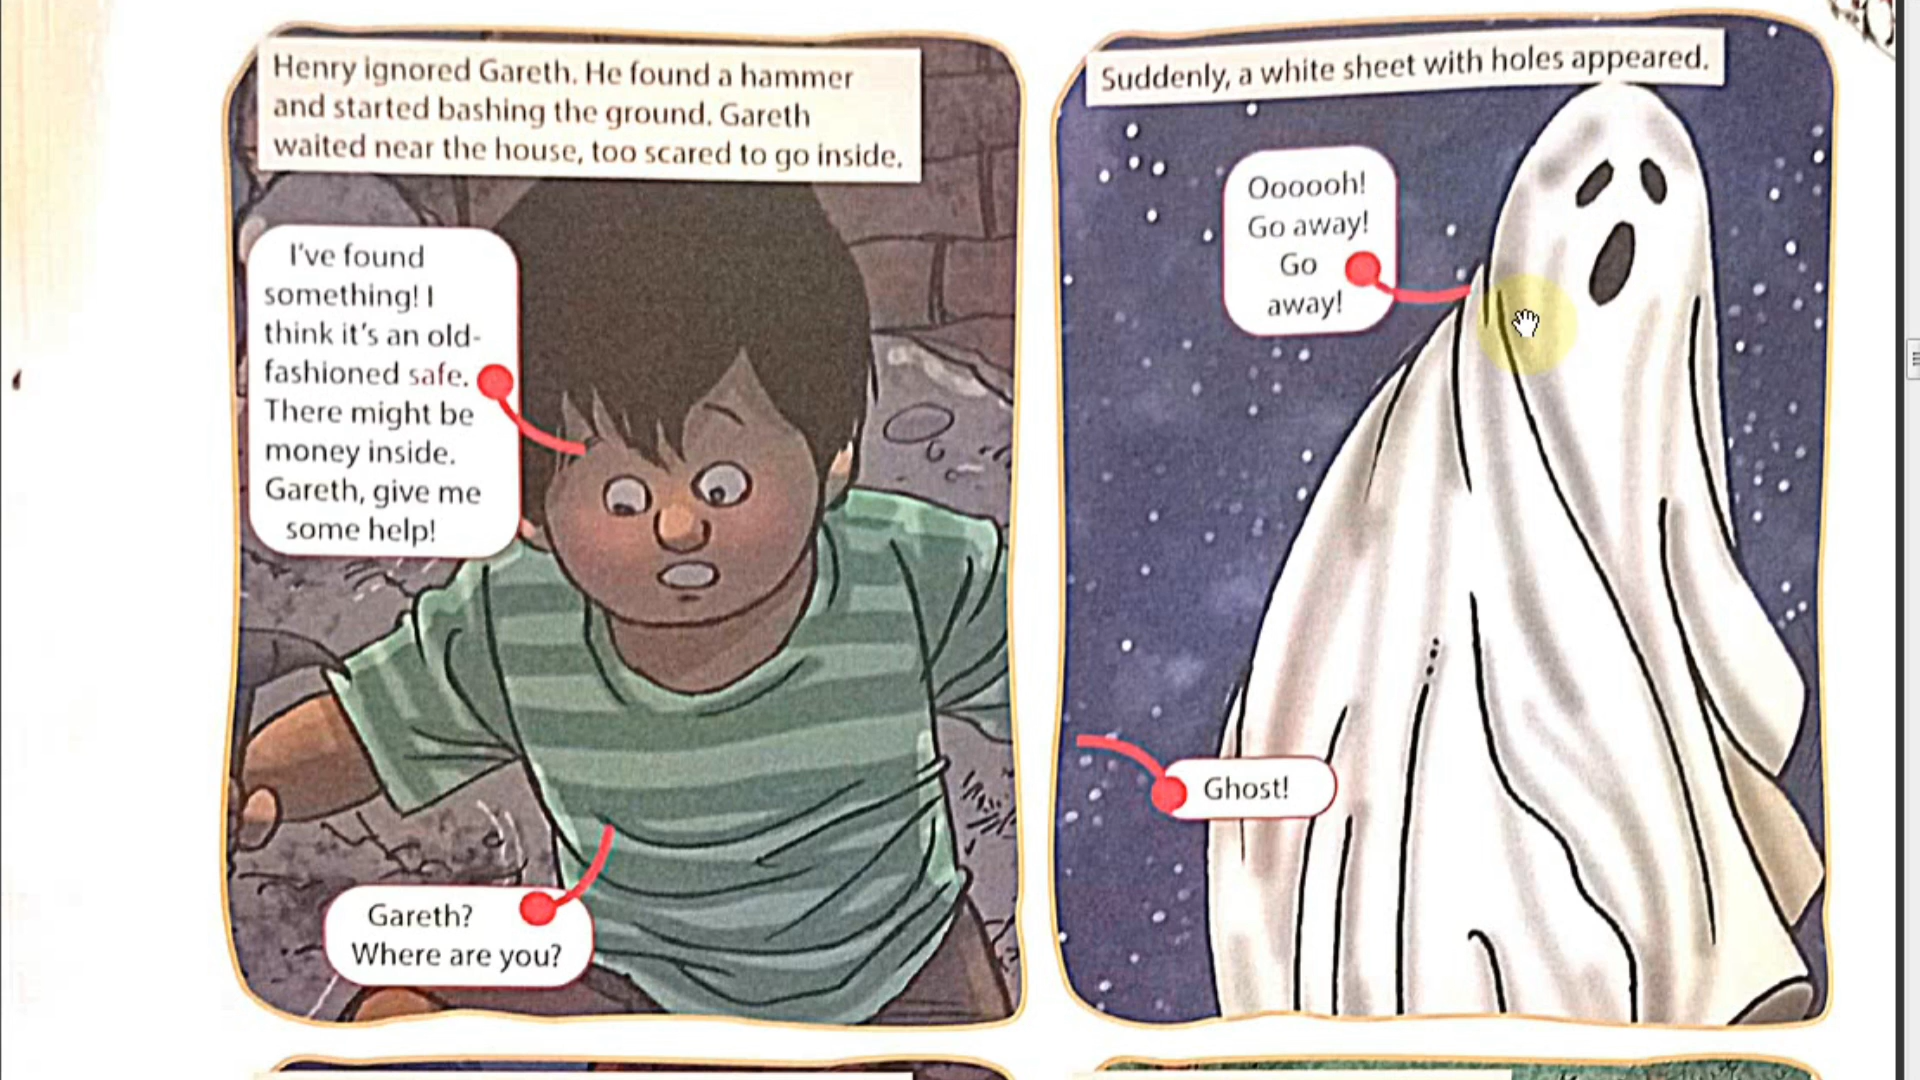 Henry ignored Gareth. He found a hammer
and started bashing the ground. Gareth
waited near the house, too scared to go inside.
I've found
something! I
think it's an old-
fashioned safe.
There might be
money inside.
Gareth, give me
some help!
Gareth?
Where are you?
Suddenly, a white sheet with holes appeared.
Oooooh!
Go away!
Go
away!
Ghost!